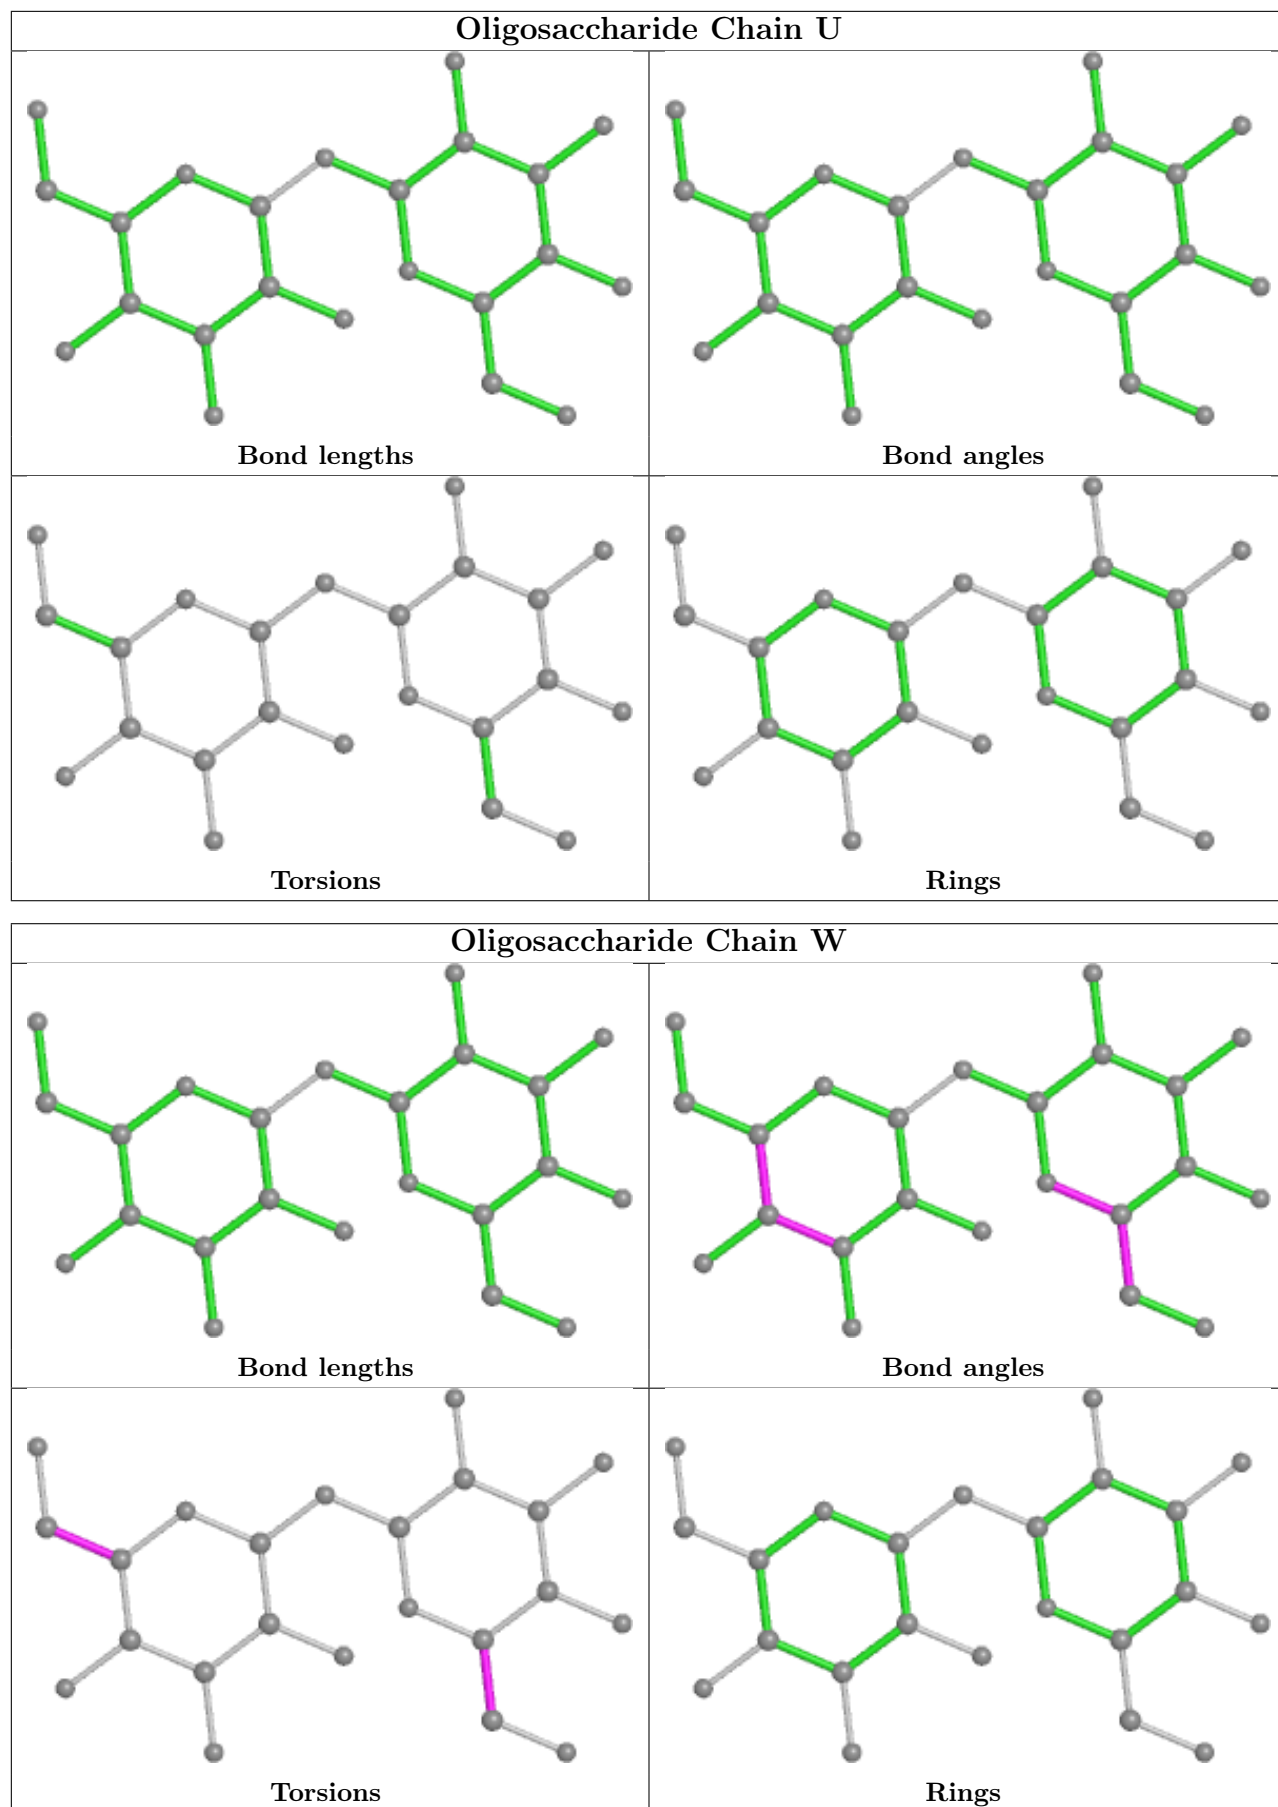 Oligosaccharide Chain U
Bond lengths
Bond angles
Torsions
Rings
Oligosaccharide Chain W
Bond lengths
Bond angles
Torsions
Rings